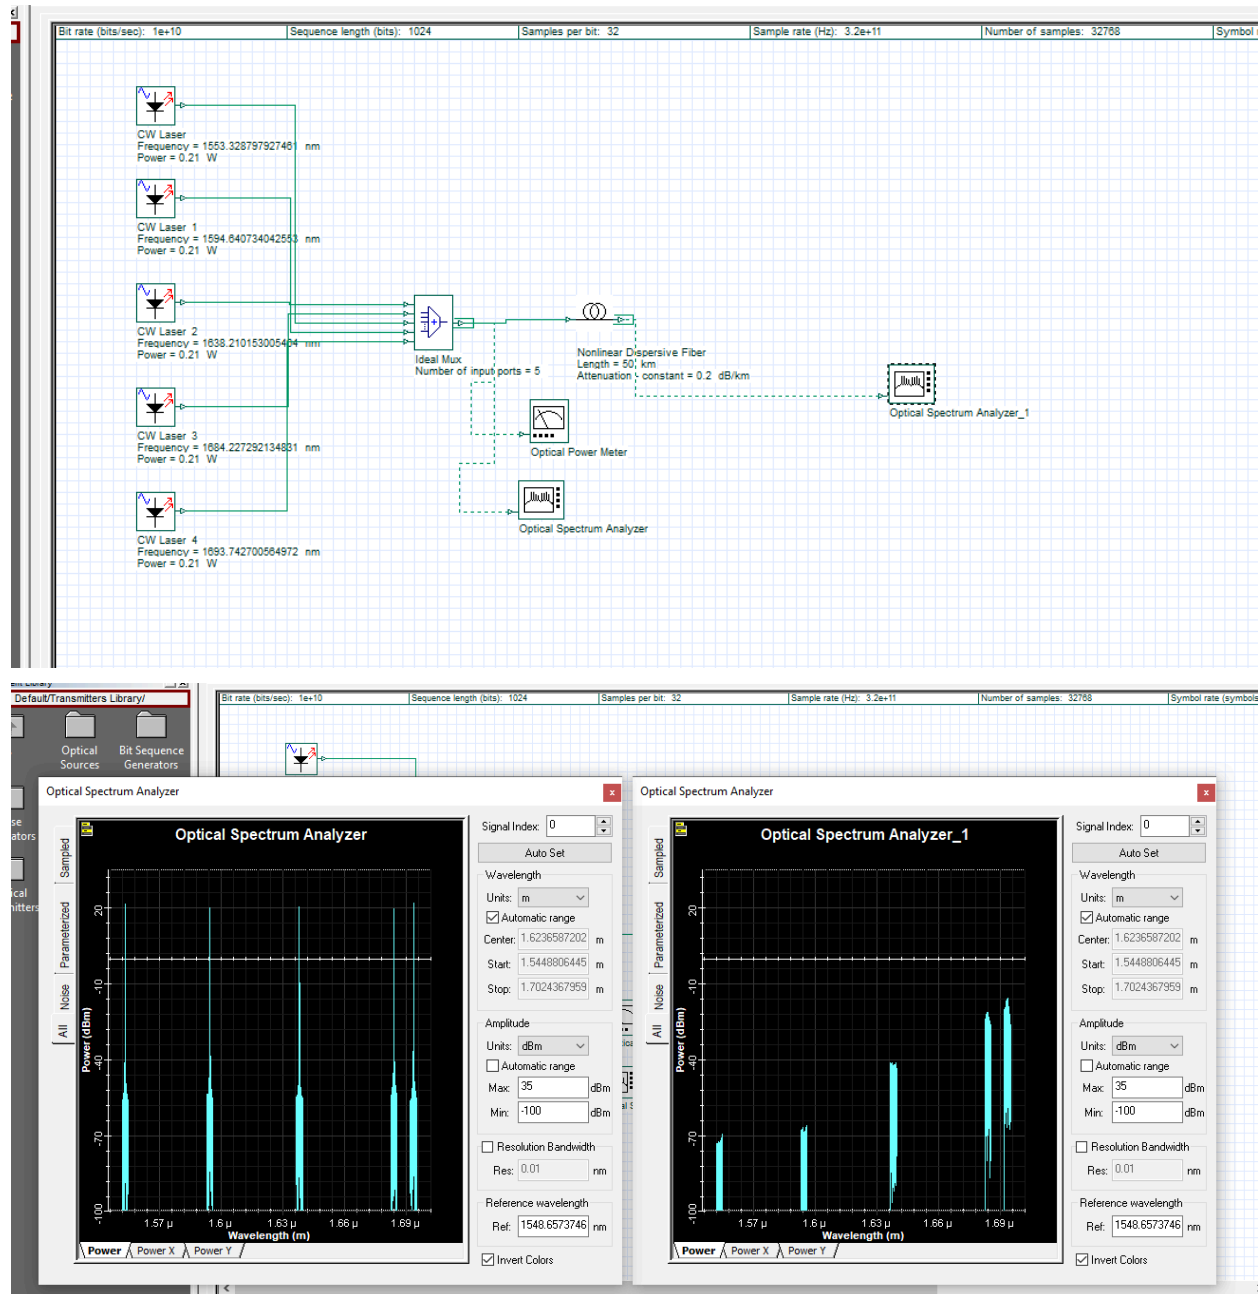 Bit rate (bits/sec): 1e+10 Sequence length (bits): 1024 Samples per bit: 32 Sample rate (Hz): 3.2e+11 Number of samples: 32768 Symbol
CW Laser
Frequency = 1553.328797927461 nm
Power = 0.21 W
CW Laser 1
Frequency = 1594.640734042553 nm
Power = 0.21 W
CW Laser 2
Frequency = 1638.210153005464 nm
Power = 0.21 W
CW Laser 3
Frequency = 1684.227292134831 nm
Power = 0.21 W
CW Laser 4
Frequency = 1693.742700564972 nm
Power = 0.21 W
Ideal Mux
Number of input ports = 5
Nonlinear Dispersive Fiber
Length = 50 km
Attenuation - constant = 0.2 dB/km
Optical Power Meter
Optical Spectrum Analyzer
Optical Spectrum Analyzer_1
Default/Transmitters Library/
Optical
Sources
Bit Sequence
Generators
Bit rate (bits/sec): 1e+10 Sequence length (bits): 1024 Samples per bit: 32 Sample rate (Hz): 3.2e+11 Number of samples: 32768 Symbol rate (symbols
Optical Spectrum Analyzer
Optical Spectrum Analyzer
Sampled
Parameterized
Noise
All
Power (dBm)
20
-10
-40
-70
-100
1.57 µ 1.6 µ 1.63 µ 1.66 µ 1.69 µ
Wavelength (m)
Power Power X Power Y
Signal Index: 0
Auto Set
Wavelength
Units: m
Automatic range
Center: 1.6236587202 m
Start: 1.5448806445 m
Stop: 1.7024367959 m
Amplitude
Units: dBm
Automatic range
Max: 35 dBm
Min: -100 dBm
Resolution Bandwidth
Res: 0.01 nm
Reference wavelength
Ref: 1548.6573746 nm
Invert Colors
Optical Spectrum Analyzer
Optical Spectrum Analyzer_1
Sampled
Parameterized
Noise
All
Power (dBm)
20
-10
-40
-70
-100
1.57 µ 1.6 µ 1.63 µ 1.66 µ 1.69 µ
Wavelength (m)
Power Power X Power Y
Signal Index: 0
Auto Set
Wavelength
Units: m
Automatic range
Center: 1.6236587202 m
Start: 1.5448806445 m
Stop: 1.7024367959 m
Amplitude
Units: dBm
Automatic range
Max: 35 dBm
Min: -100 dBm
Resolution Bandwidth
Res: 0.01 nm
Reference wavelength
Ref: 1548.6573746 nm
Invert Colors